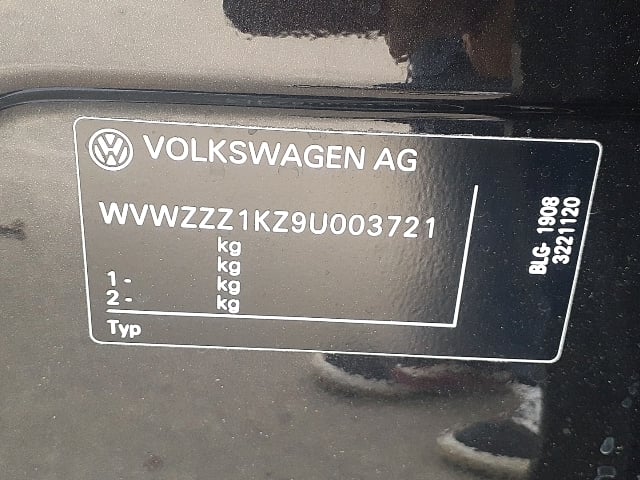 VOLKSWAGEN AG
WVWZZZ1KZ9U003721
kg
kg
1 - kg
2 - kg
Typ
BLG- 1908
3221120